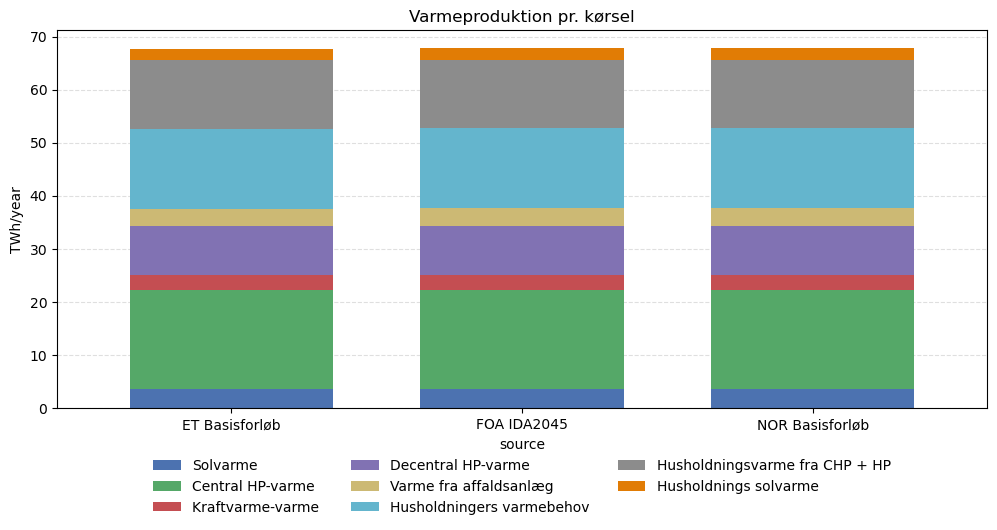 Varmeproduktion pr. kørsel
TWh/year
70
60
50
40
30
20
10
0
ET Basisforløb
FOA IDA2045
NOR Basisforløb
source
Solvarme
Central HP-varme
Kraftvarme-varme
Decentral HP-varme
Varme fra affaldsanlæg
Husholdningers varmebehov
Husholdningsvarme fra CHP + HP
Husholdnings solvarme